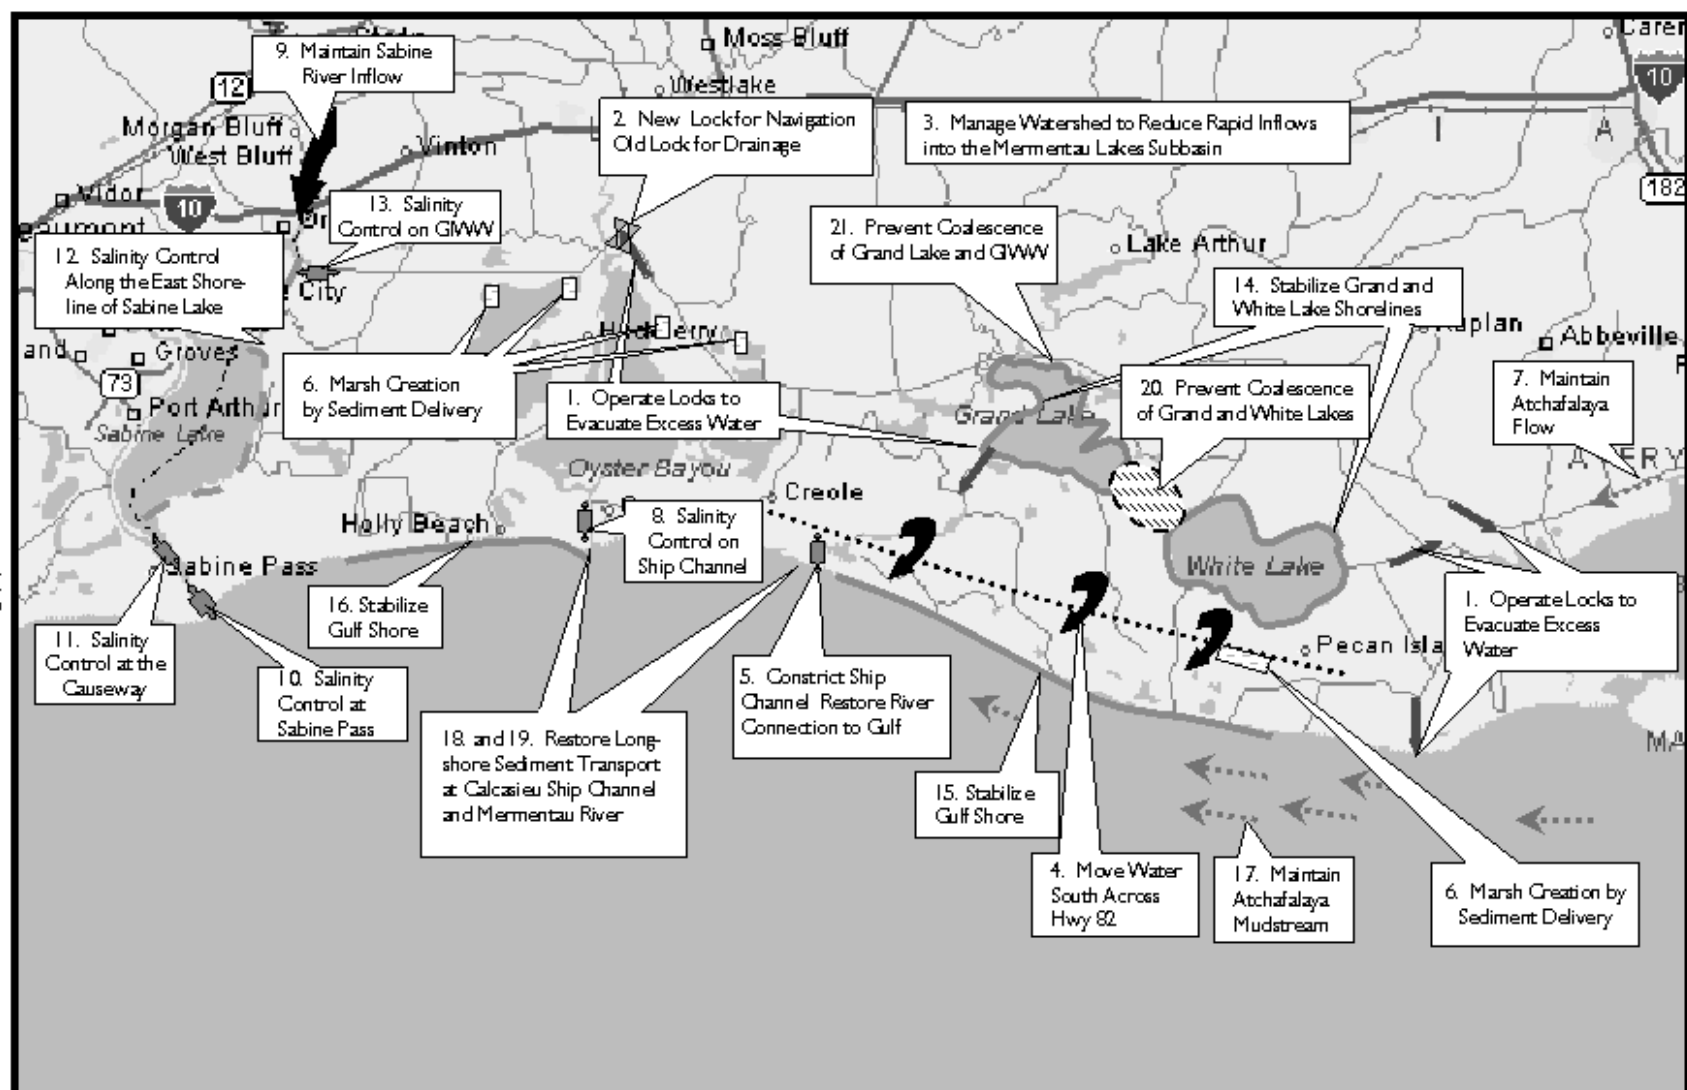 Moss Bluff
9. Maintain Sabine
River Inflow
12
Westlake
10
2. New Lock for Navigation
Old Lock for Drainage
3. Manage Watershed to Reduce Rapid Inflows
into the Mermentau Lakes Subbasin
I
A
Morgan Bluff
West Bluff
Vinton
182
Vidor
10
13. Salinity
Control on GIWW
21. Prevent Coalescence
of Grand Lake and GIWW
Lake Arthur
12. Salinity Control
Along the East Shore-
line of Sabine Lake
City
14. Stabilize Grand and
White Lake Shorelines
Abbeville
Groves
73
Port Arthur
Sabine Lake
6. Marsh Creation
by Sediment Delivery
1. Operate Locks to
Evacuate Excess Water
Grand Lake
20. Prevent Coalescence
of Grand and White Lakes
7. Maintain
Atchafalaya
Flow
Oyster Bayou
Creole
Holly Beach
8. Salinity
Control on
Ship Channel
White Lake
Sabine Pass
16. Stabilize
Gulf Shore
1. Operate Locks to
Evacuate Excess
Water
11. Salinity
Control at the
Causeway
Pecan Isla
10. Salinity
Control at
Sabine Pass
5. Constrict Ship
Channel Restore River
Connection to Gulf
18. and 19. Restore Long-
shore Sediment Transport
at Calcasieu Ship Channel
and Mermentau River
MA
15. Stabilize
Gulf Shore
4. Move Water
South Across
Hwy 82
17. Maintain
Atchafalaya
Mudstream
6. Marsh Creation by
Sediment Delivery